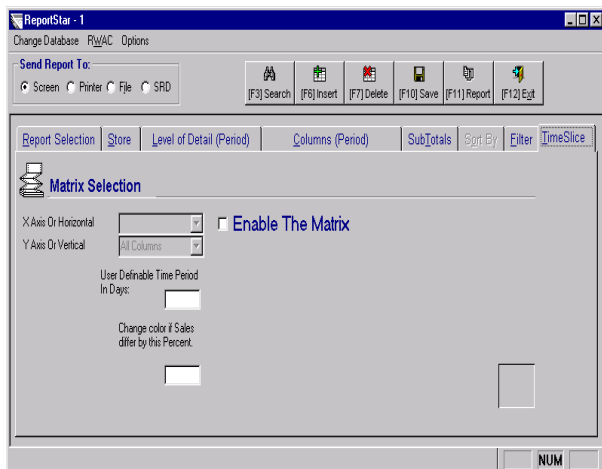 ReportStar - 1
Change Database RWAC Options
Send Report To:
Screen Printer File SRD
[F3] Search [F6] Insert [F7] Delete [F10] Save [F11] Report [F12] Exit
Report Selection Store Level of Detail (Period) Columns (Period) SubTotals Sort By Filter TimeSlice
Matrix Selection
X Axis Or Horizontal
Enable The Matrix
Y Axis Or Vertical All Columns
User Definable Time Period
In Days:
Change color if Sales
differ by this Percent.
NUM